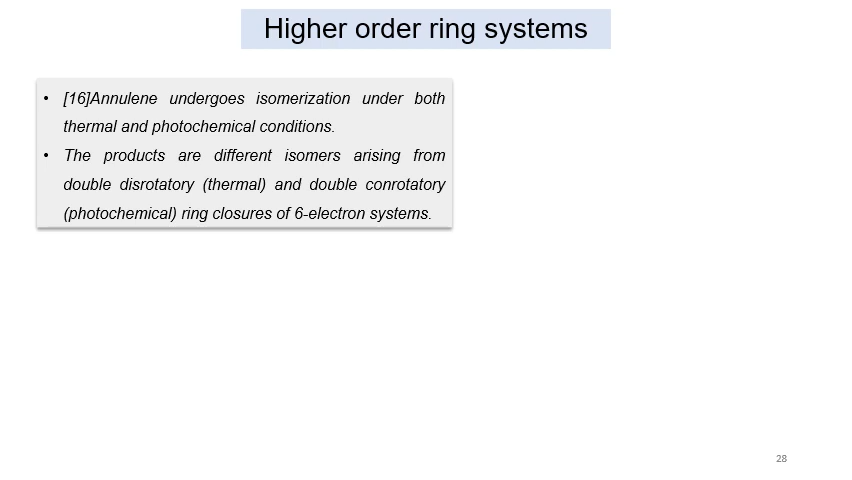 Higher order ring systems
• [16]Annulene undergoes isomerization under both
thermal and photochemical conditions.
• The products are different isomers arising from
double disrotatory (thermal) and double conrotatory
(photochemical) ring closures of 6-electron systems.
28